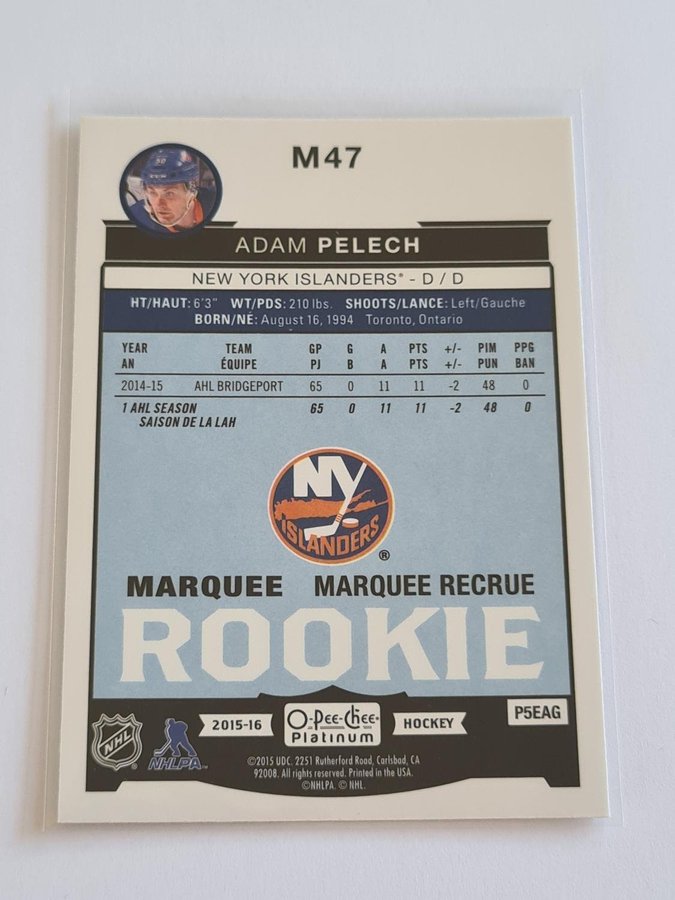 M47
ADAM PELECH
NEW YORK ISLANDERS® - D / D
HT/HAUT: 6'3" WT/PDS: 210 lbs. SHOOTS/LANCE: Left/Gauche
BORN/NÉ: August 16, 1994 Toronto, Ontario
YEAR TEAM GP G A PTS +/- PIM PPG
AN ÉQUIPE PJ B A PTS +/- PUN BAN
2014-15 AHL BRIDGEPORT 65 0 11 11 -2 48 0
1 AHL SEASON 65 0 11 11 -2 48 0
SAISON DE LA LAH
NY
ISLANDERS
®
MARQUEE MARQUEE RECRUE
ROOKIE
P5EAG
2015-16 O-Pee-Chee HOCKEY
Platinum
NHL NHLPA
©2015 UDC. 2251 Rutherford Road, Carlsbad, CA
92008. All rights reserved. Printed in the USA.
©NHLPA. © NHL.